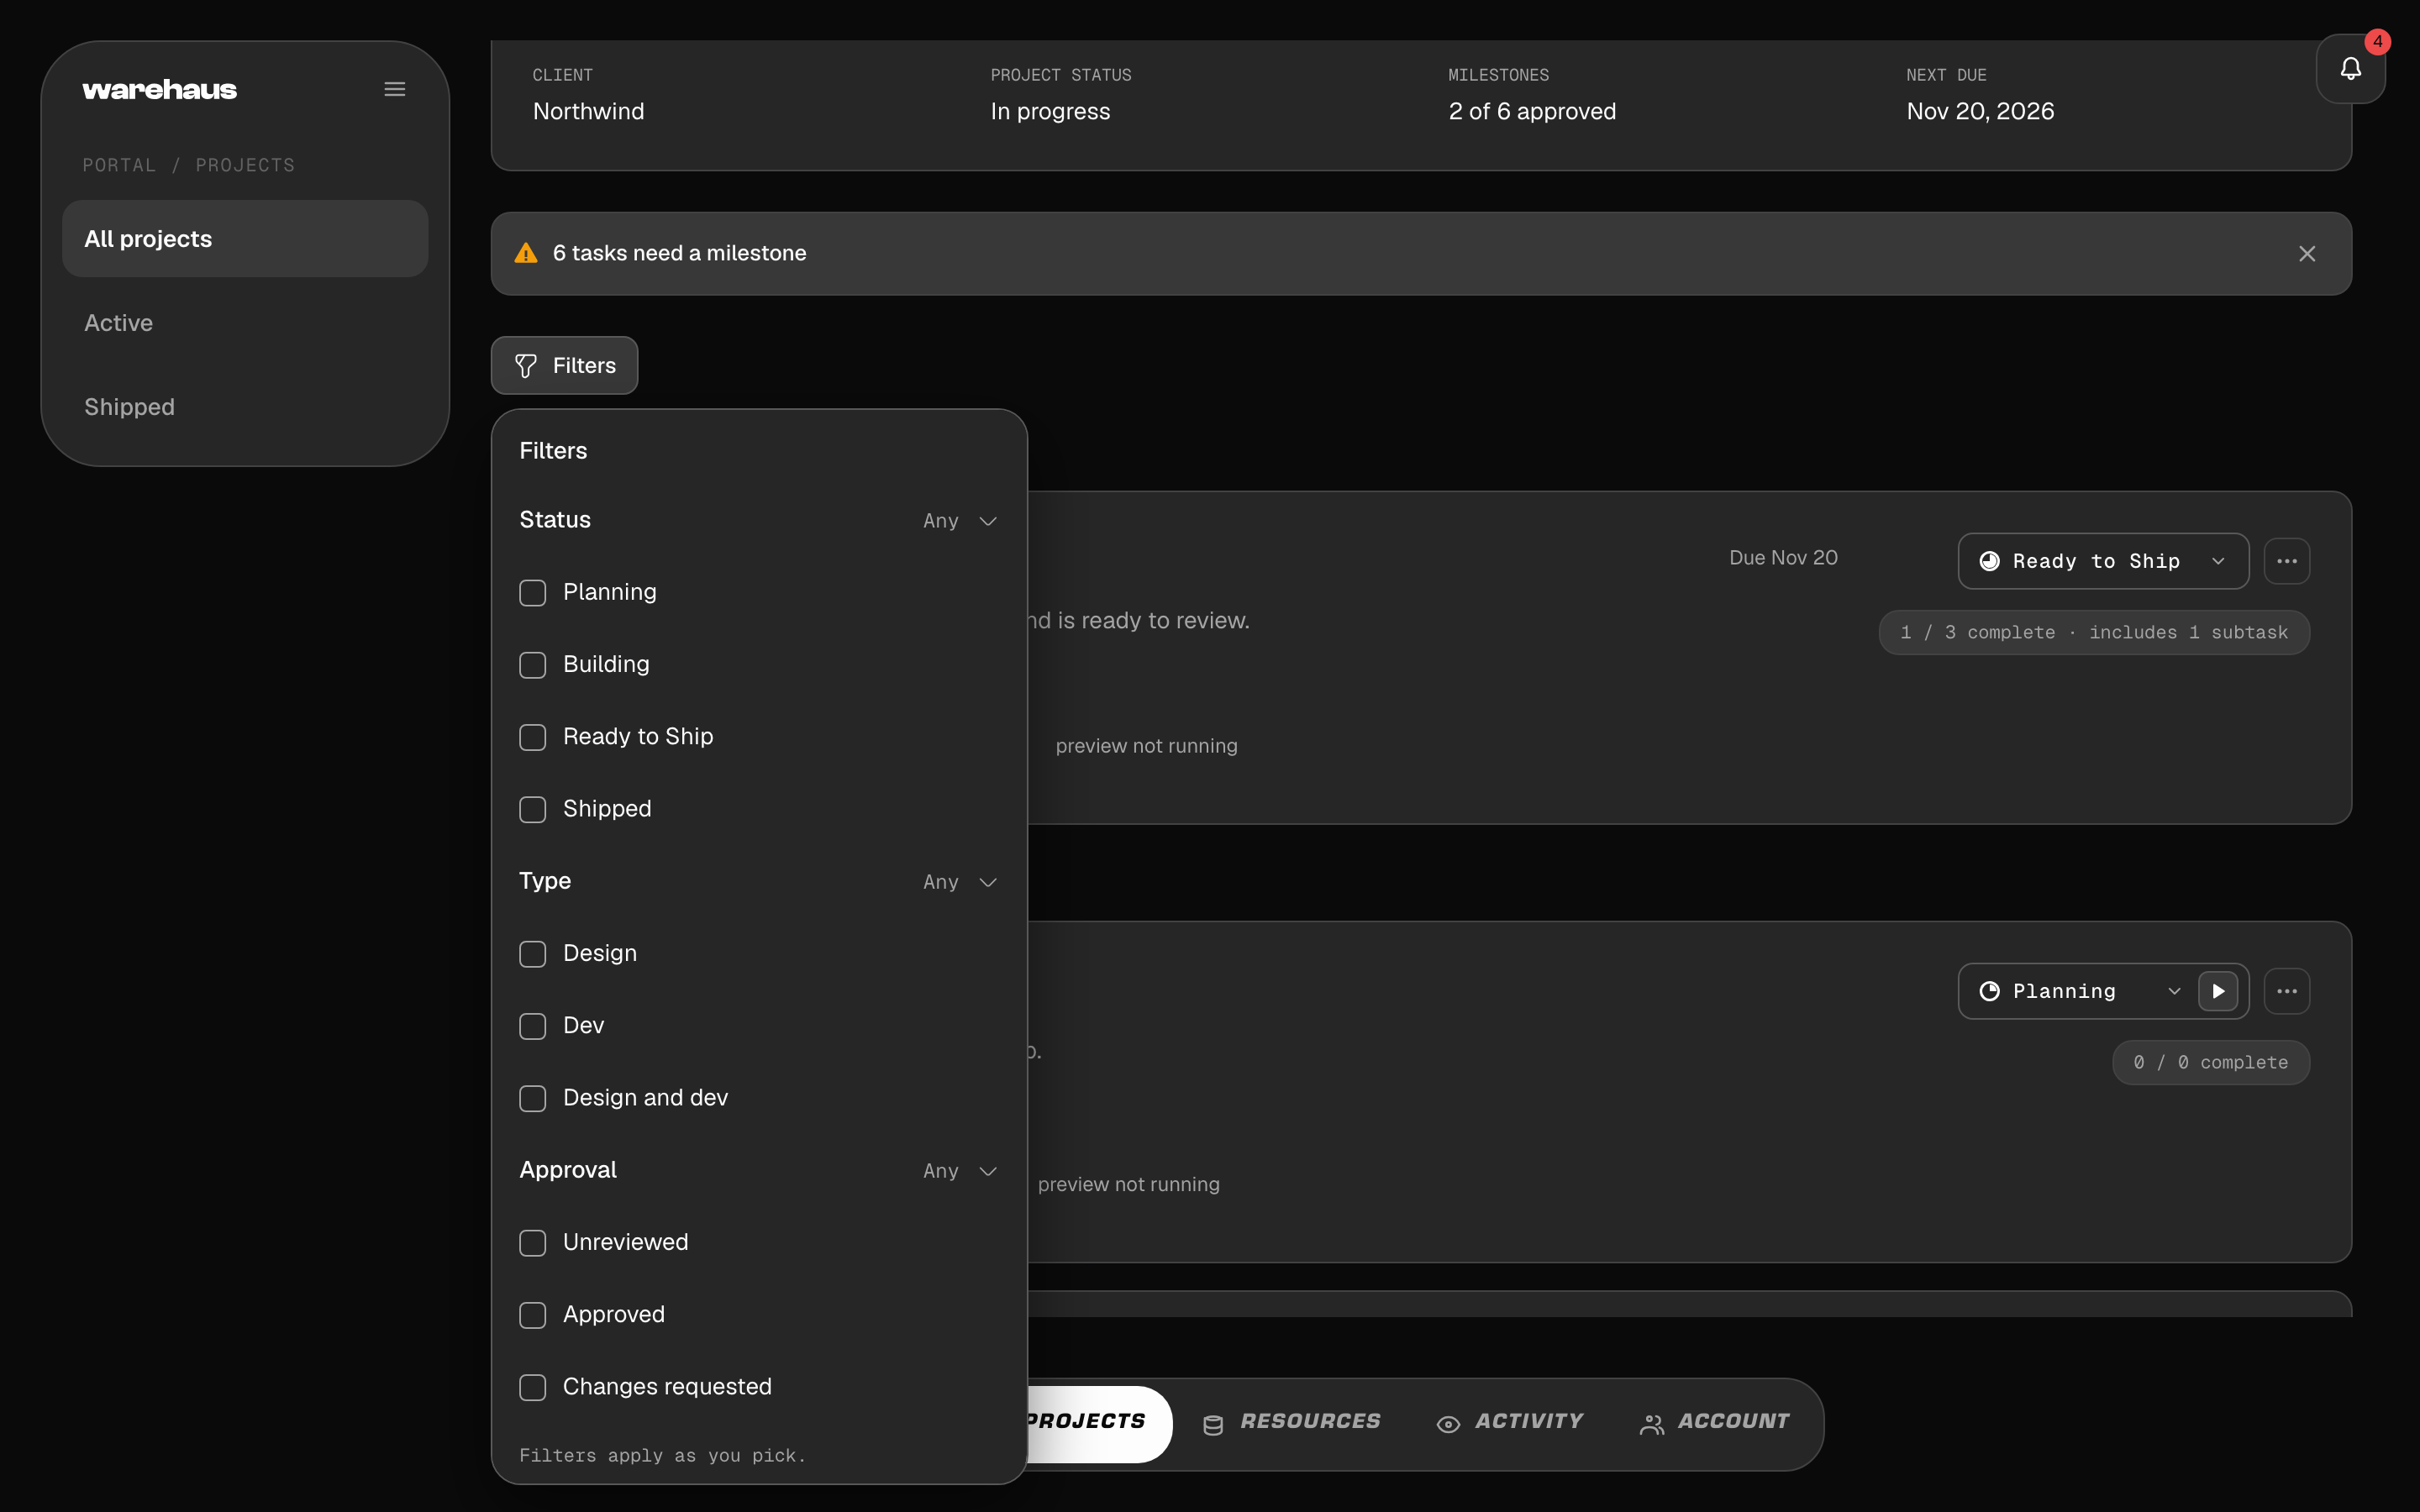 warehaus
PORTAL / PROJECTS
All projects
Active
Shipped
CLIENT
Northwind
PROJECT STATUS
In progress
MILESTONES
2 of 6 approved
NEXT DUE
Nov 20, 2026
4
6 tasks need a milestone
Filters
Filters
Status Any
Planning
Building
Ready to Ship
Shipped
Type Any
Design
Dev
Design and dev
Approval Any
Unreviewed
Approved
Changes requested
Filters apply as you pick.
Due Nov 20
Ready to Ship
is ready to review.
1 / 3 complete · includes 1 subtask
preview not running
Planning
0 / 0 complete
preview not running
PROJECTS
RESOURCES
ACTIVITY
ACCOUNT